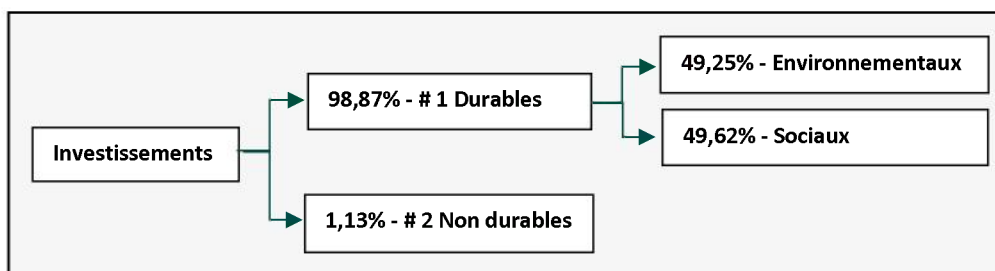 49,25% - Environnementaux
98,87% - # 1 Durables
49,62% - Sociaux
Investissements
1,13% - # 2 Non durables